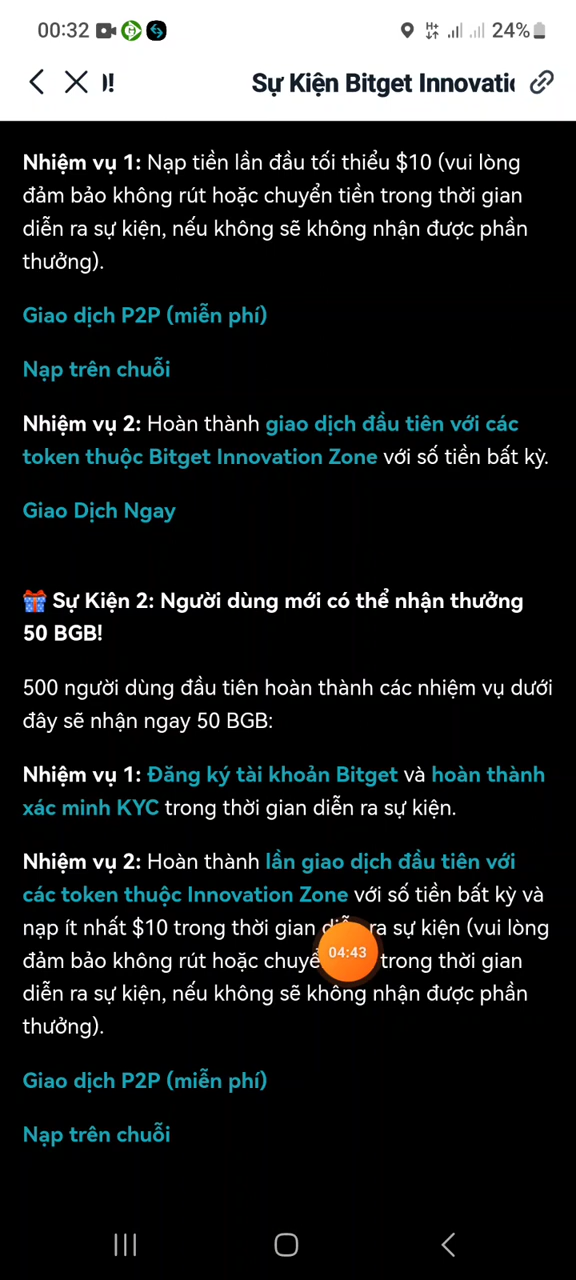 00:32 24%
! Sự Kiện Bitget Innovati
Nhiệm vụ 1: Nạp tiền lần đầu tối thiểu $10 (vui lòng
đảm bảo không rút hoặc chuyển tiền trong thời gian
diễn ra sự kiện, nếu không sẽ không nhận được phần
thưởng).
Giao dịch P2P (miễn phí)
Nạp trên chuỗi
Nhiệm vụ 2: Hoàn thành giao dịch đầu tiên với các
token thuộc Bitget Innovation Zone với số tiền bất kỳ.
Giao Dịch Ngay
Sự Kiện 2: Người dùng mới có thể nhận thưởng
50 BGB!
500 người dùng đầu tiên hoàn thành các nhiệm vụ dưới
đây sẽ nhận ngay 50 BGB:
Nhiệm vụ 1: Đăng ký tài khoản Bitget và hoàn thành
xác minh KYC trong thời gian diễn ra sự kiện.
Nhiệm vụ 2: Hoàn thành lần giao dịch đầu tiên với
các token thuộc Innovation Zone với số tiền bất kỳ và
nạp ít nhất $10 trong thời gian ra sự kiện (vui lòng
04:43
đảm bảo không rút hoặc trong thời gian
diễn ra sự kiện, nếu không sẽ không nhận được phần
thưởng).
Giao dịch P2P (miễn phí)
Nạp trên chuỗi